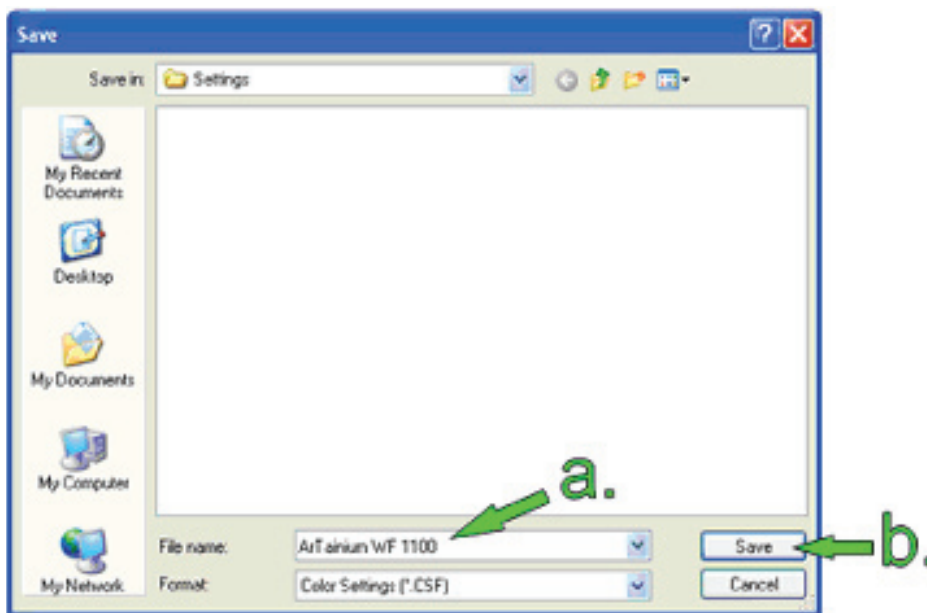 Save
Save in:
Settings
My Recent
Documents
Desktop
My Documents
My Computer
My Network
a.
File name:
ArTainium WF 1100
Save
b.
Format:
Color Settings (*.CSF)
Cancel